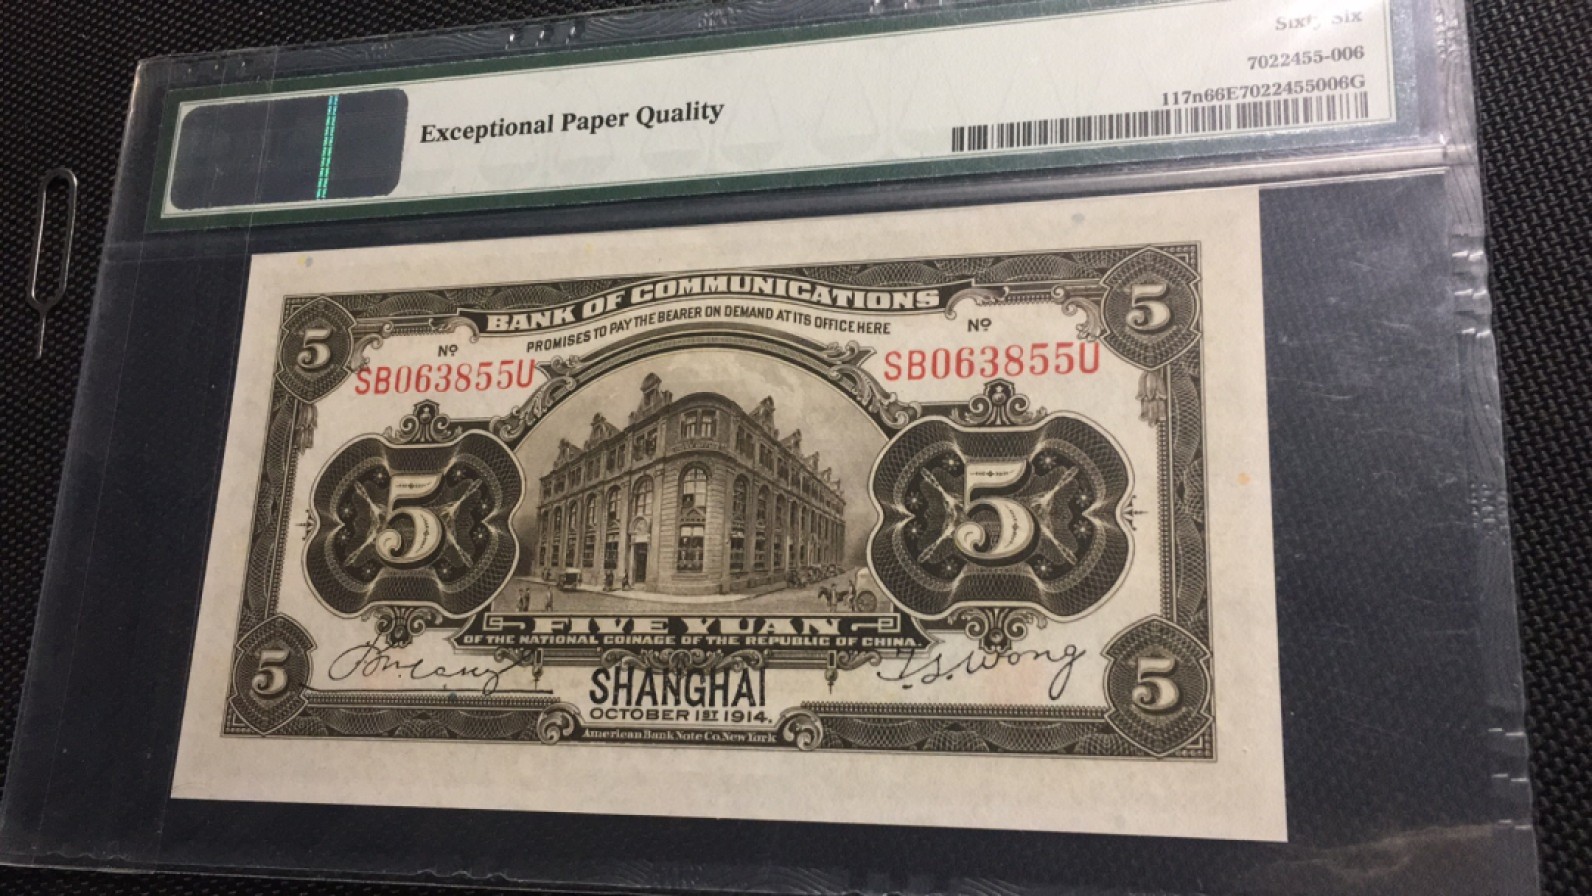 Sixty Six
7022455-006
117n66E7022455006G
Exceptional Paper Quality
BANK OF COMMUNICATIONS
PROMISES TO PAY THE BEARER ON DEMAND AT ITS OFFICE HERE
5
5
Nº
Nº
SB063855U
SB063855U
5
5
FIVE YUAN
OF THE NATIONAL COINAGE OF THE REPUBLIC OF CHINA.
5
T.S. Wong
5
SHANGHAI
OCTOBER 1ST 1914.
American Bank Note Co. New York